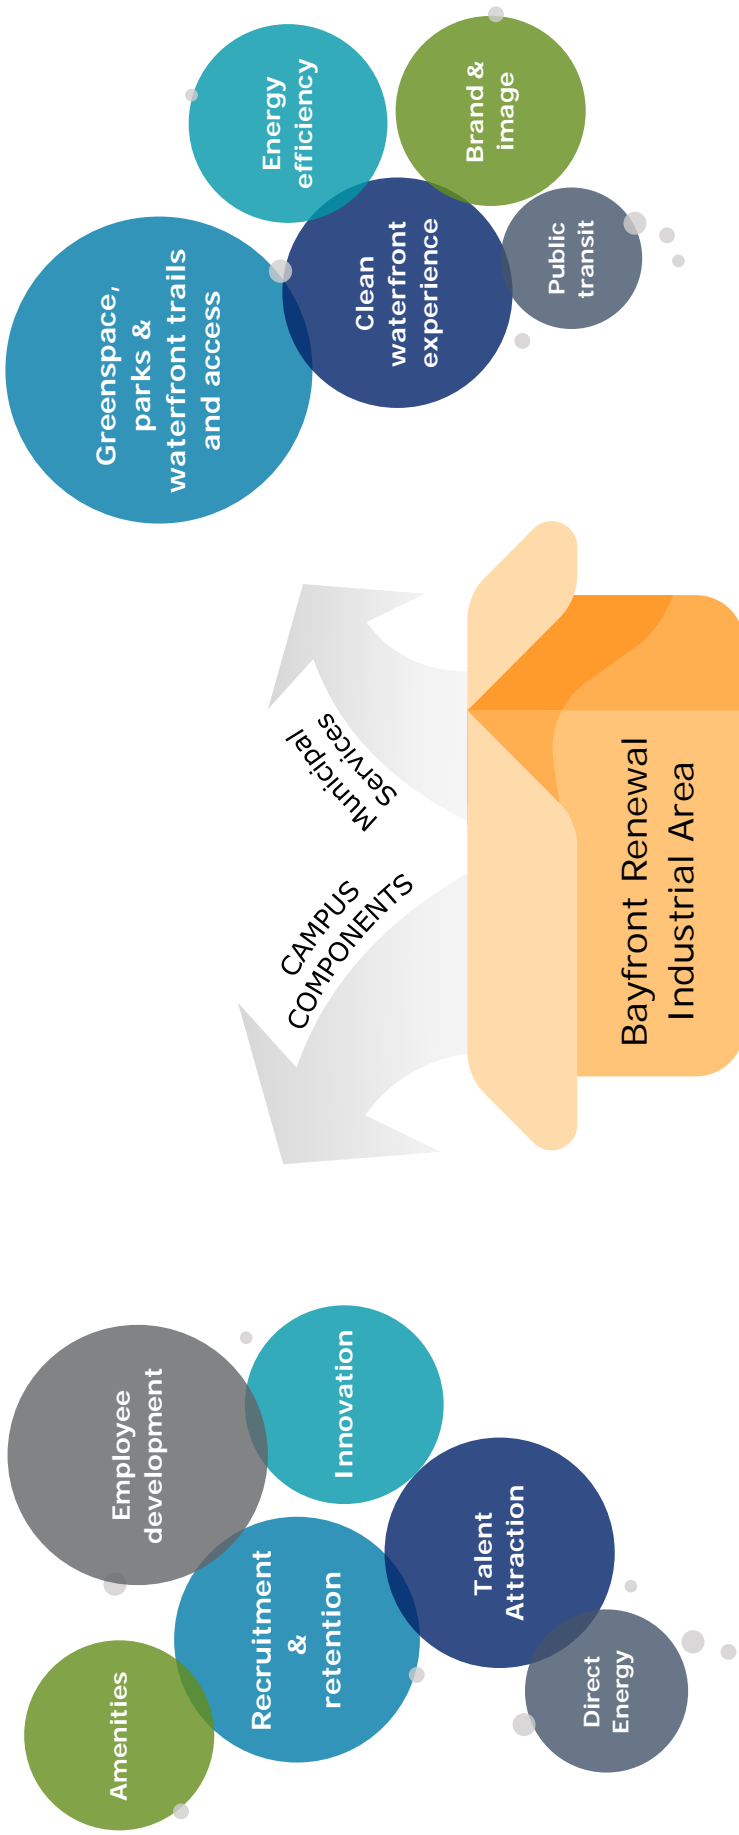 Amenities
Employee
development
Recruitment
&
retention
Innovation
Talent
Attraction
Direct
Energy
CAMPUS
COMPONENTS
Municipal
Services
Bayfront Renewal
Industrial Area
Greenspace,
parks &
waterfront trails
and access
Energy
efficiency
Clean
waterfront
experience
Brand &
image
Public
transit